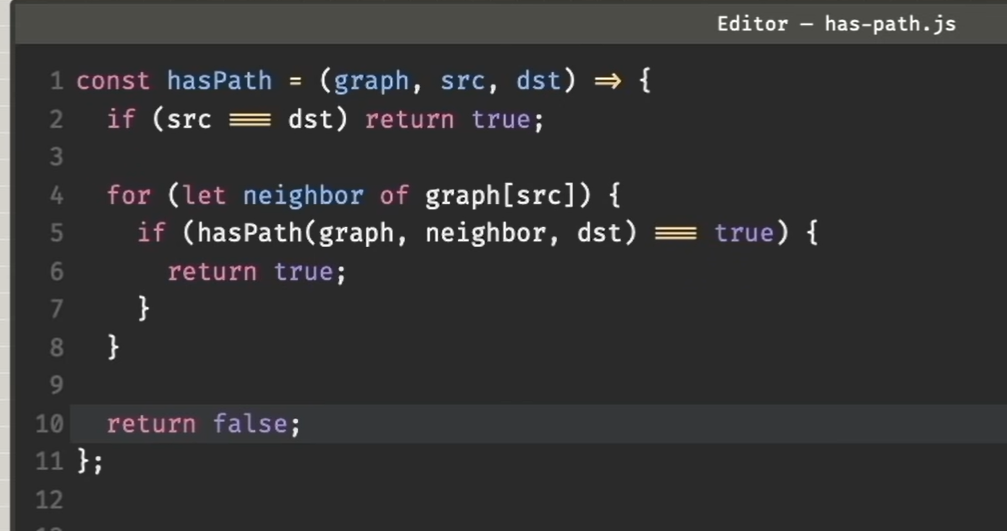 Editor — has-path.js
1 const hasPath = (graph, src, dst) => {
2   if (src === dst) return true;
3
4   for (let neighbor of graph[src]) {
5     if (hasPath(graph, neighbor, dst) === true) {
6       return true;
7     }
8   }
9
10   return false;
11 };
12